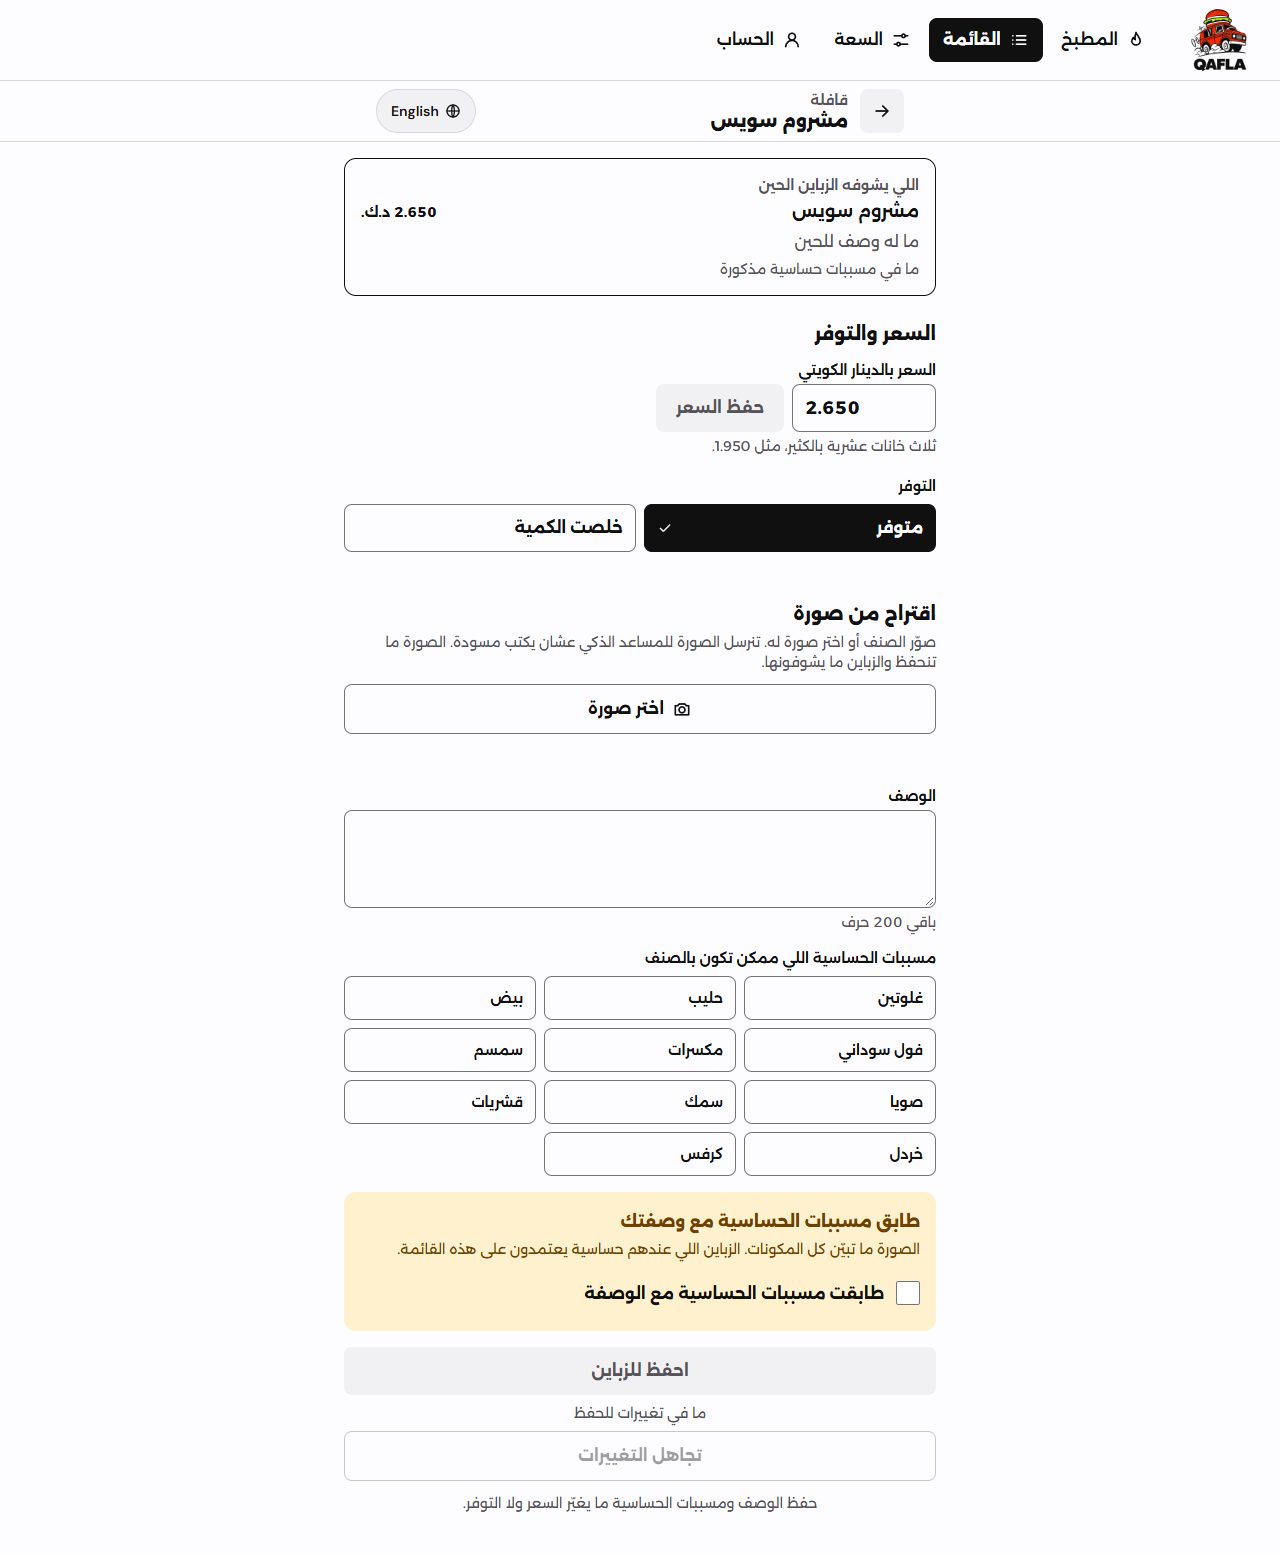 QAFLA
المطبخ
القائمة
السعة
الحساب
قافلة
مشروم سويس
English
اللي يشوفه الزباين الحين
مشروم سويس
2.650 د.ك.
ما له وصف للحين
ما في مسببات حساسية مذكورة
السعر والتوفر
السعر بالدينار الكويتي
2.650
حفظ السعر
ثلاث خانات عشرية بالكثير، مثل 1.950.
التوفر
متوفر
خلصت الكمية
اقتراح من صورة
صوّر الصنف أو اختر صورة له. تنرسل الصورة للمساعد الذكي عشان يكتب مسودة. الصورة ما
تنحفظ والزباين ما يشوفونها.
اختر صورة
الوصف
باقي 200 حرف
مسببات الحساسية اللي ممكن تكون بالصنف
غلوتين
حليب
بيض
فول سوداني
مكسرات
سمسم
صويا
سمك
قشريات
خردل
كرفس
طابق مسببات الحساسية مع وصفتك
الصورة ما تبيّن كل المكونات. الزباين اللي عندهم حساسية يعتمدون على هذه القائمة.
طابقت مسببات الحساسية مع الوصفة
احفظ للزباين
ما في تغييرات للحفظ
تجاهل التغييرات
حفظ الوصف ومسببات الحساسية ما يغيّر السعر ولا التوفر.